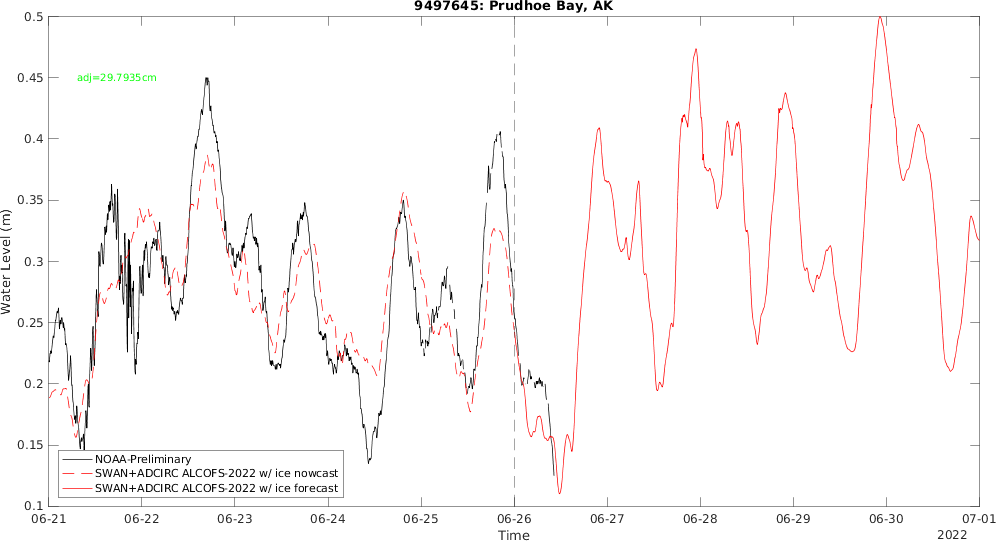 9497645: Prudhoe Bay, AK
adj=29.7935cm
Water Level (m)
0.5
0.45
0.4
0.35
0.3
0.25
0.2
0.15
0.1
NOAA-Preliminary
SWAN+ADCIRC ALCOFS-2022 w/ ice nowcast
SWAN+ADCIRC ALCOFS-2022 w/ ice forecast
06-21 06-22 06-23 06-24 06-25 06-26 06-27 06-28 06-29 06-30 07-01
Time
2022